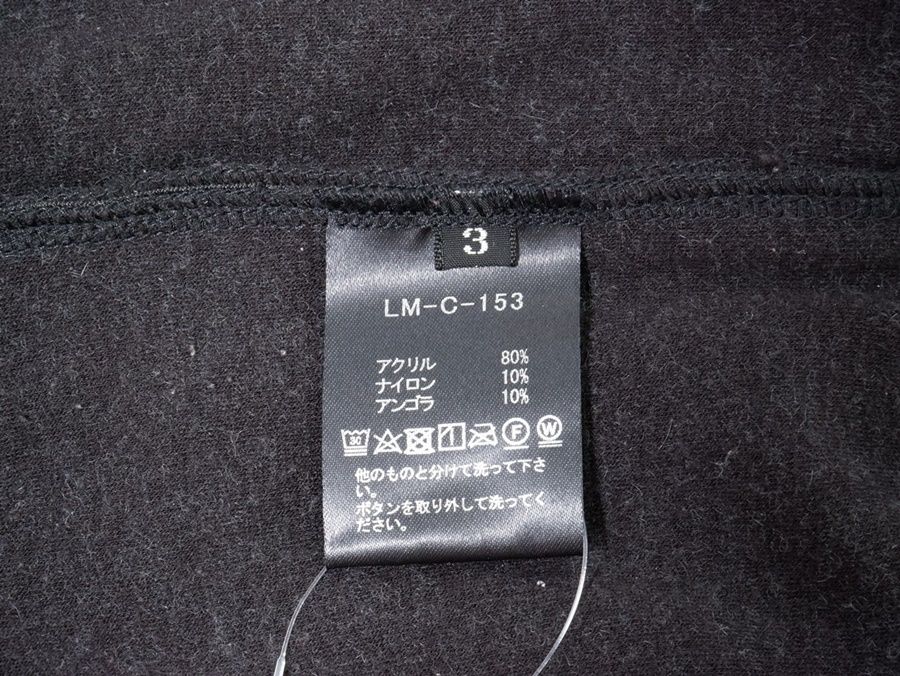 3
LM-C-153
アクリル 80%
ナイロン 10%
アンゴラ 10%
30 F W
他のものと分けて洗って下さ
い。
ボタンを取り外して洗ってく
ださい。